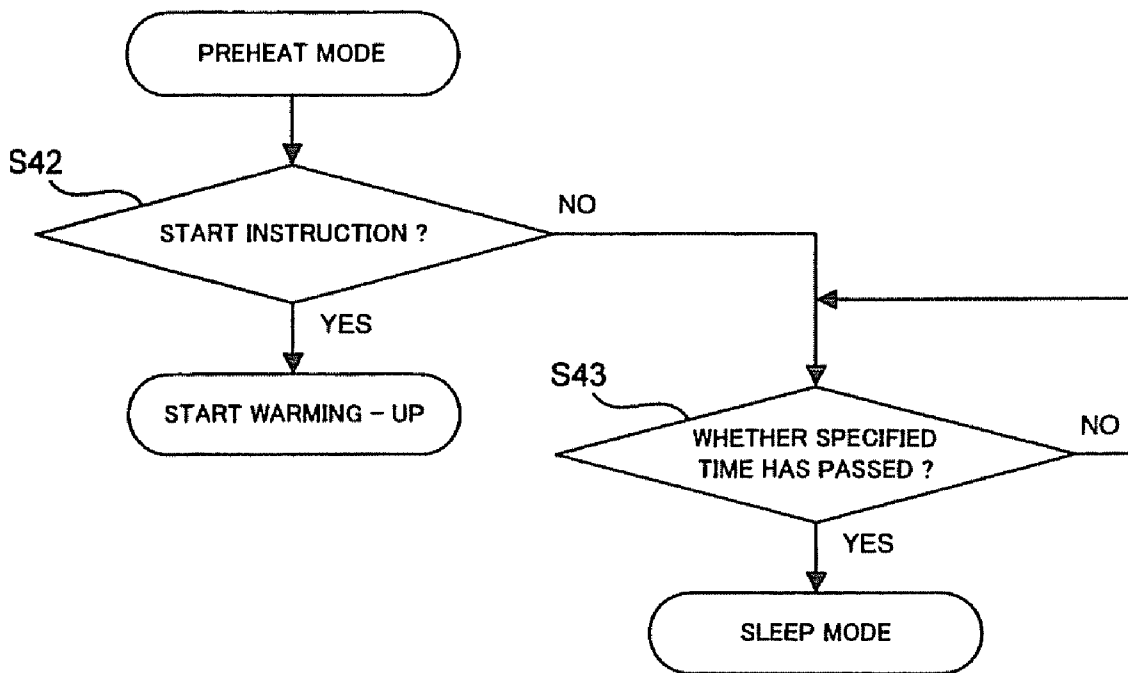 PREHEAT MODE
S42
START INSTRUCTION ?
NO
YES
START WARMING – UP
S43
WHETHER SPECIFIED
TIME HAS PASSED ?
NO
YES
SLEEP MODE